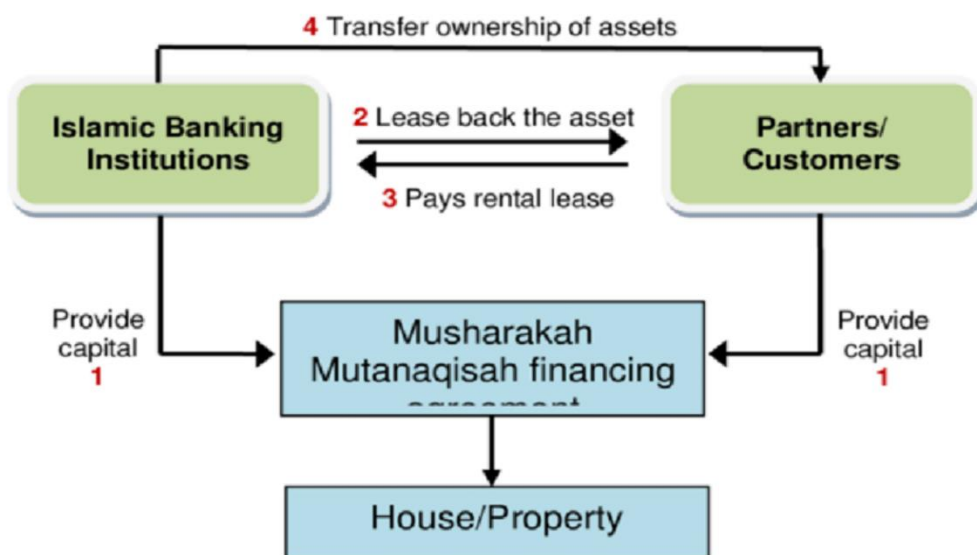 4 Transfer ownership of assets
Islamic Banking
Institutions
2 Lease back the asset
3 Pays rental lease
Partners/
Customers
Provide
capital
1
Musharakah
Mutanaqisah financing
agreement
Provide
capital
1
House/Property